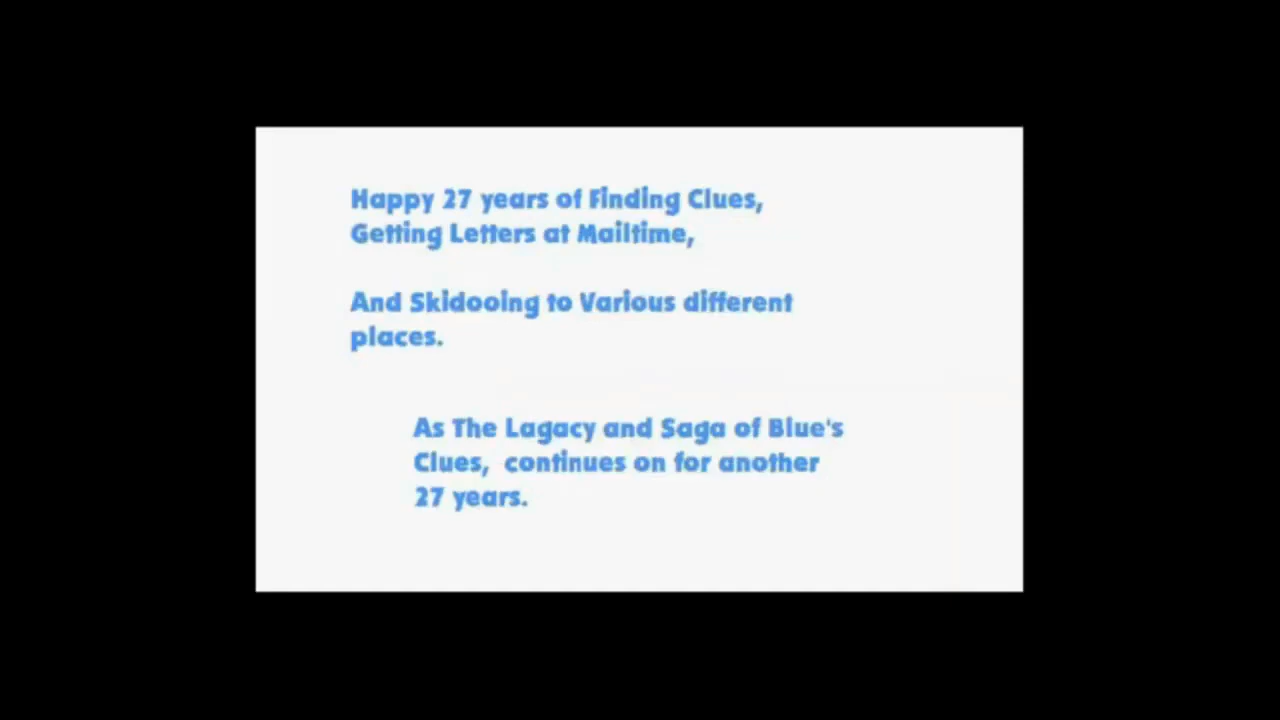 Happy 27 years of Finding Clues,
Getting Letters at Mailtime,
And Skidooing to Various different
places.
As The Lagacy and Saga of Blue's
Clues,  continues on for another
27 years.